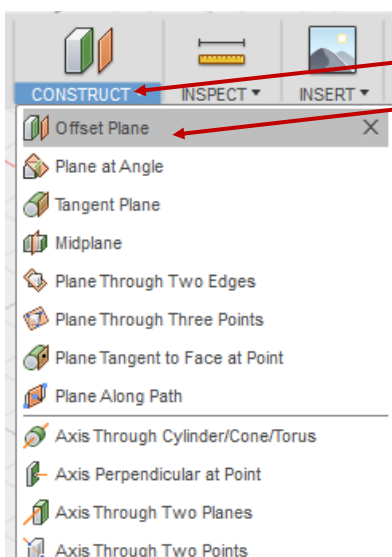 CONSTRUCT INSPECT ▾ INSERT ▾
Offset Plane X
Plane at Angle
Tangent Plane
Midplane
Plane Through Two Edges
Plane Through Three Points
Plane Tangent to Face at Point
Plane Along Path
Axis Through Cylinder/Cone/Torus
Axis Perpendicular at Point
Axis Through Two Planes
Axis Through Two Points